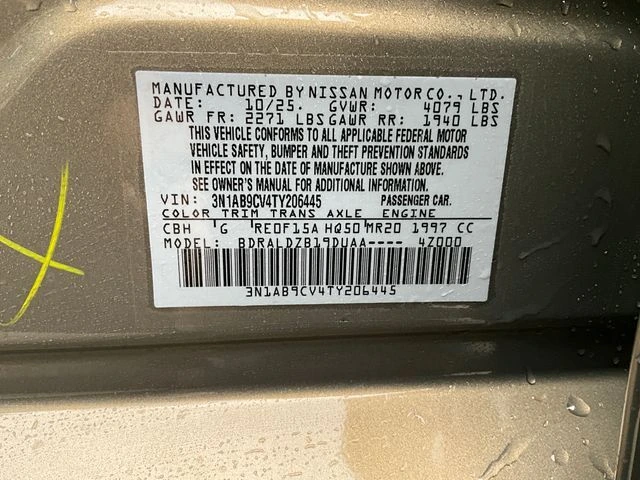 MANUFACTURED BY NISSAN MOTOR CO., LTD.
DATE: 10/25. GVWR: 4079 LBS
GAWR FR: 2271 LBS GAWR RR: 1940 LBS
THIS VEHICLE CONFORMS TO ALL APPLICABLE FEDERAL MOTOR
VEHICLE SAFETY, BUMPER AND THEFT PREVENTION STANDARDS
IN EFFECT ON THE DATE OF MANUFACTURE SHOWN ABOVE.
SEE OWNER'S MANUAL FOR ADDITIONAL INFORMATION.
VIN: 3N1AB9CV4TY206445 PASSENGER CAR.
COLOR TRIM TRANS AXLE ENGINE
CBH G RE0F15A HQ50 MR20 1997 CC
MODEL: BDRALDZB19DUAA---- 4Z000
3N1AB9CV4TY206445